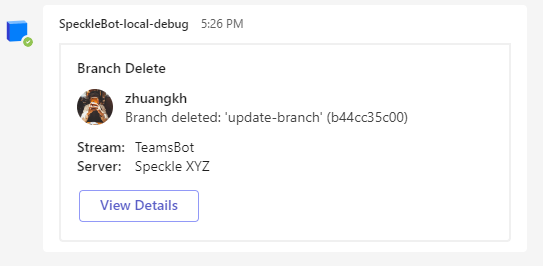 SpeckleBot-local-debug 5:26 PM
Branch Delete
zhuangkh
Branch deleted: 'update-branch' (b44cc35c00)
Stream: TeamsBot
Server: Speckle XYZ
View Details